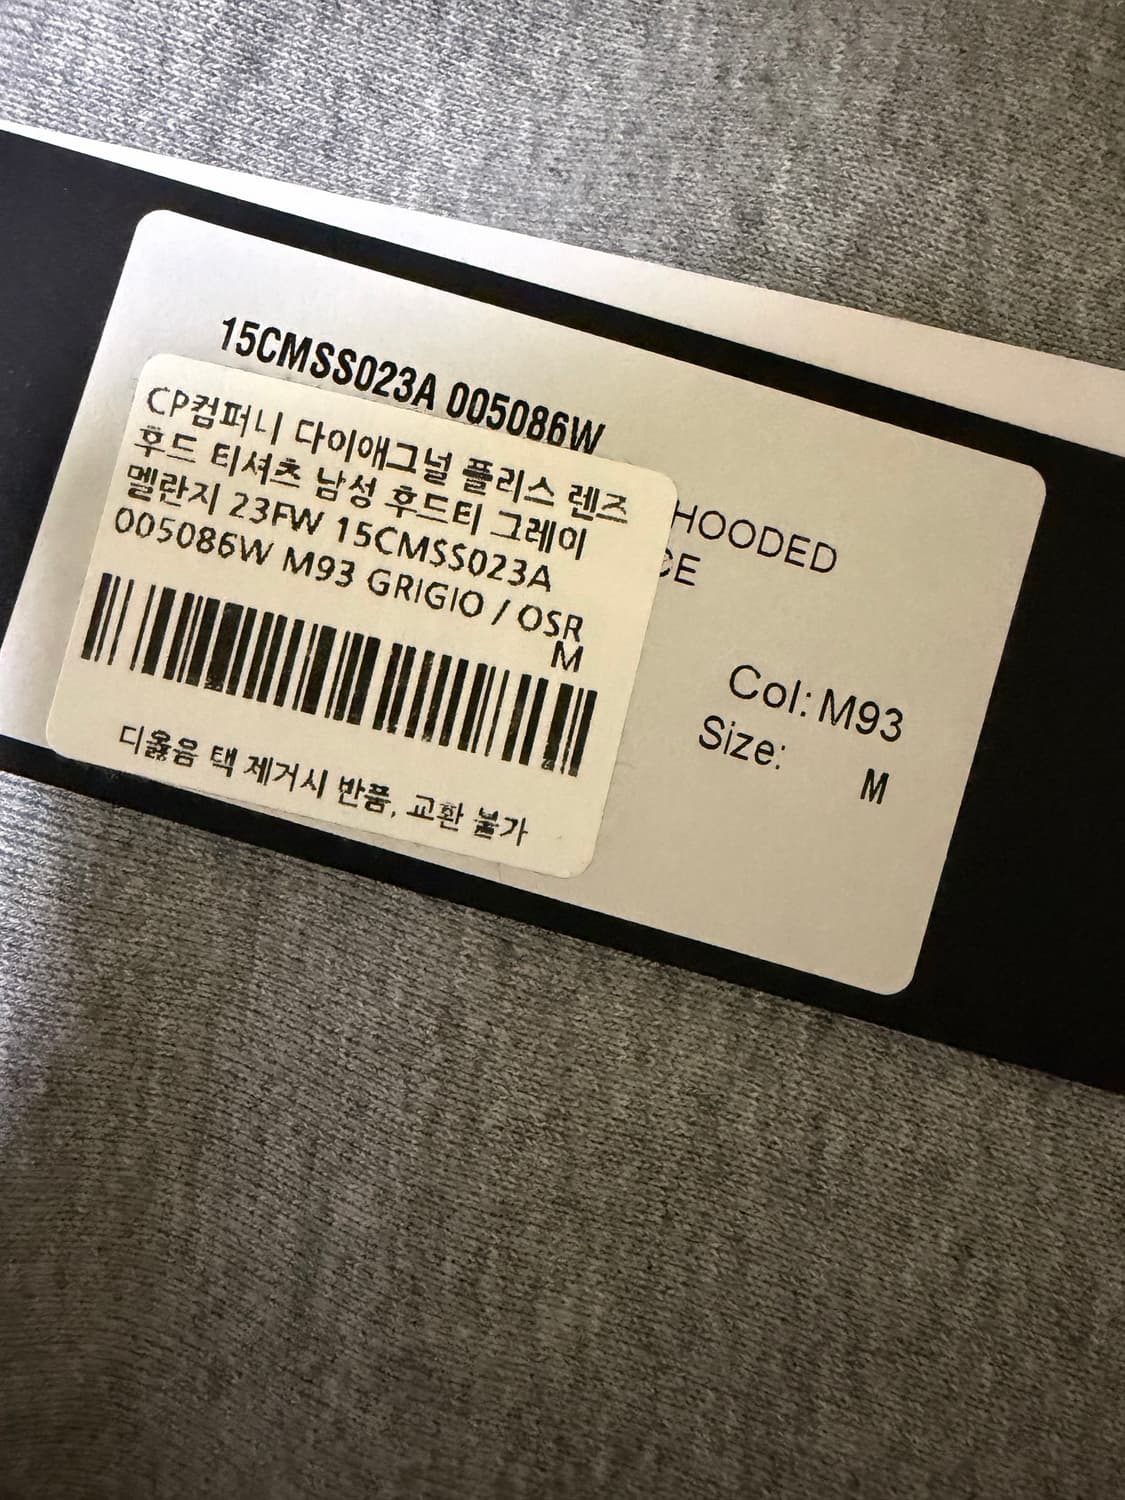 15CMSS023A 005086W
CP컴퍼니 다이애그널 플리스 렌즈
후드 티셔츠 남성 후드티 그레이
멜란지 23FW 15CMSS023A
005086W M93 GRIGIO / OSR
M
디옳음 택 제거시 반품, 교환 불가
HOODED
CE
Col: M93
Size: M